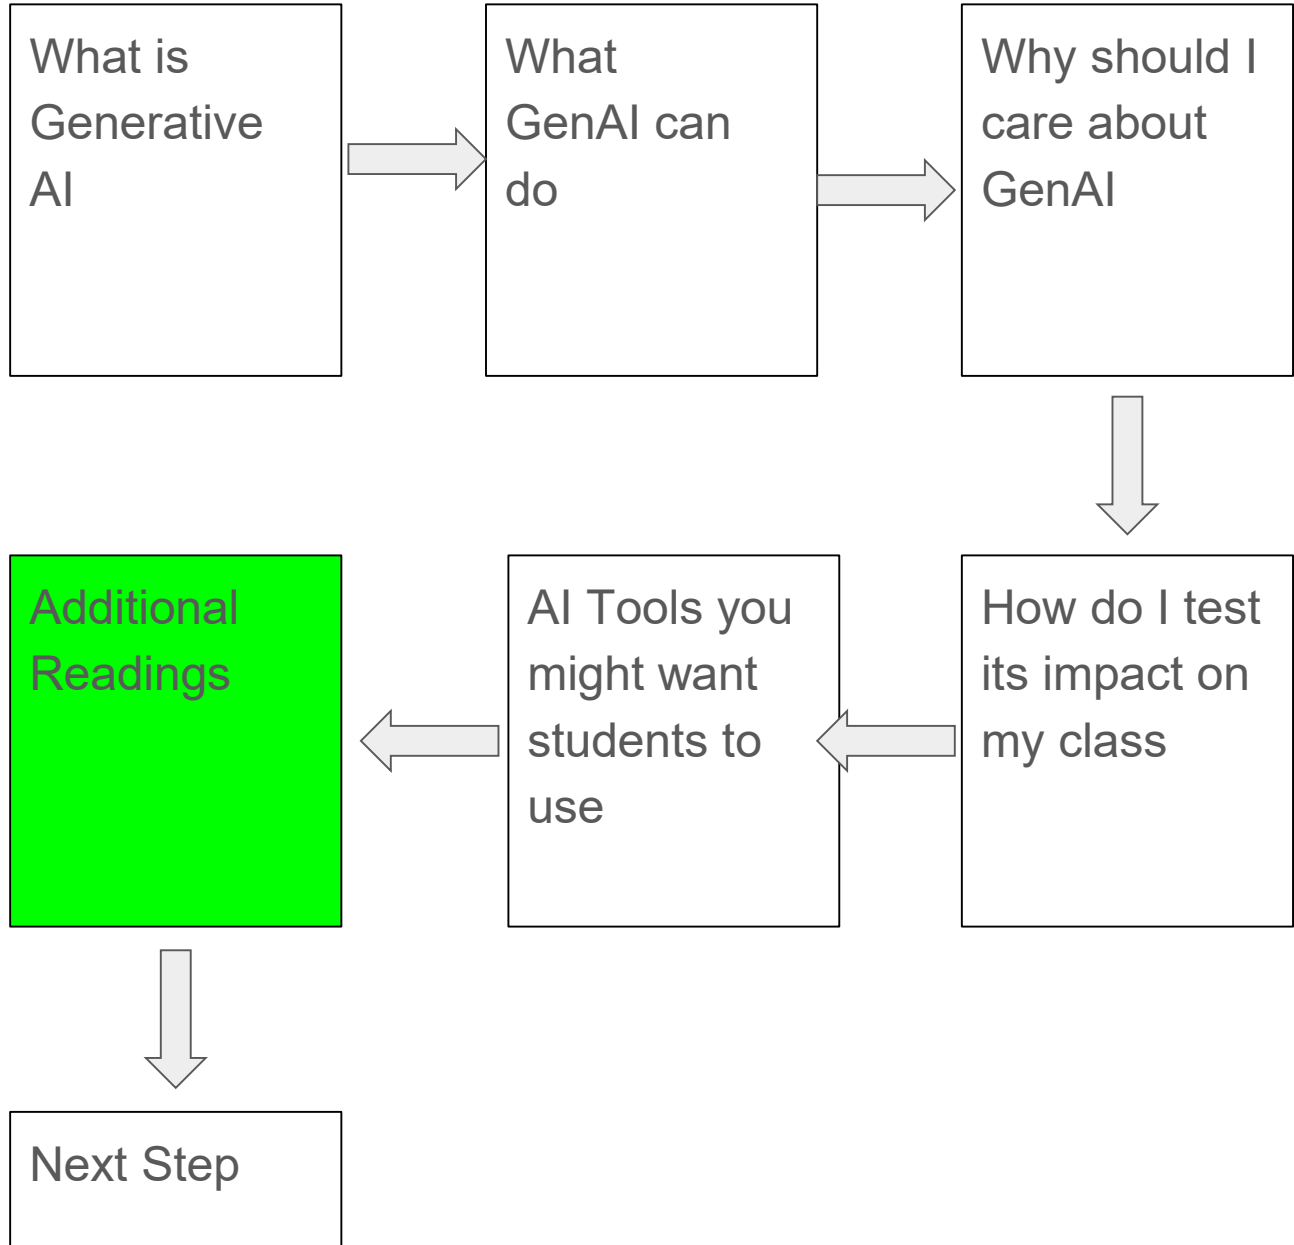 What is
Generative
AI
What
GenAI can
do
Why should I
care about
GenAI
How do I test
its impact on
my class
AI Tools you
might want
students to
use
Additional
Readings
Next Step